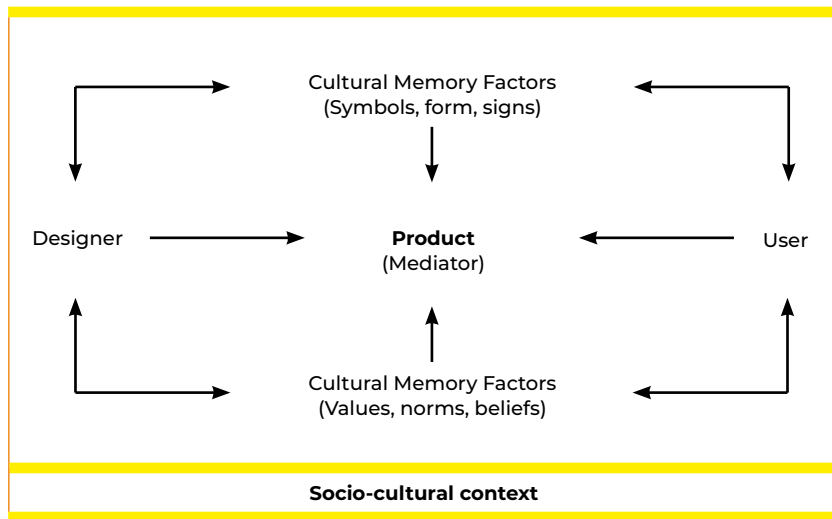 Cultural Memory Factors
(Symbols, form, signs)
Designer
Product
(Mediator)
User
Cultural Memory Factors
(Values, norms, beliefs)
Socio-cultural context